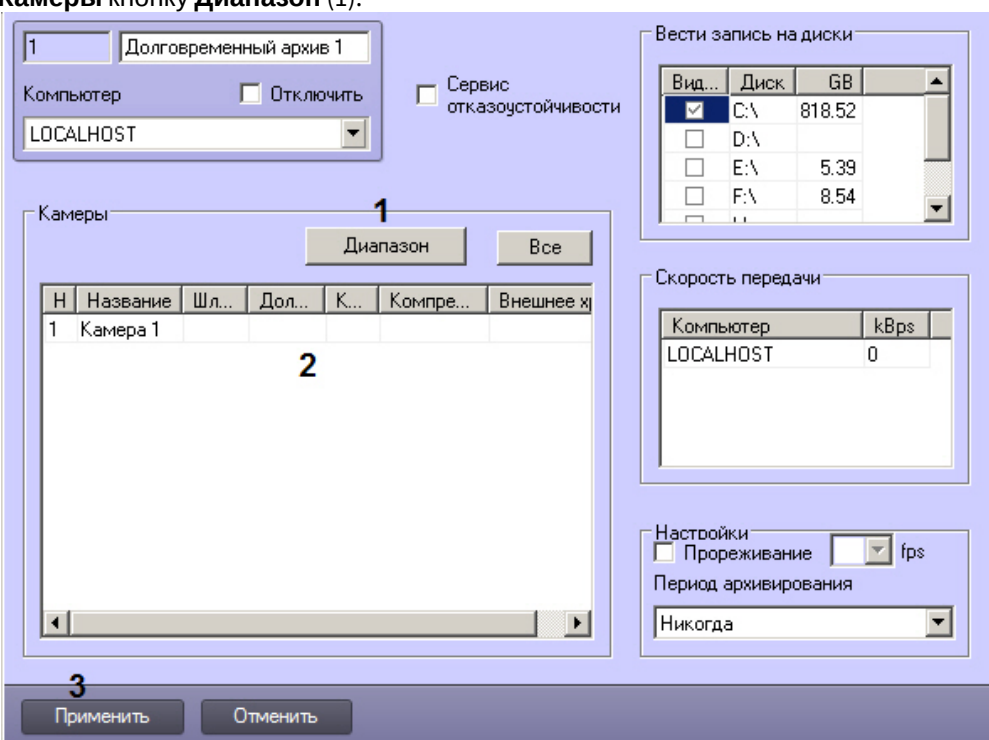 Камеры кнопку Диапазон (1).
1 Долговременный архив 1
Компьютер Отключить
LOCALHOST
Сервис
отказоустойчивости
Вести запись на диски
Вид... Диск GB
C:\ 818.52
D:\
E:\ 5.39
F:\ 8.54
Камеры
1
Диапазон Все
Н Название Шл... Дол... К... Компре... Внешнее х
1 Камера 1
2
Скорость передачи
Компьютер kBps
LOCALHOST 0
Настройки
Прореживание fps
Период архивирования
Никогда
3
Применить Отменить